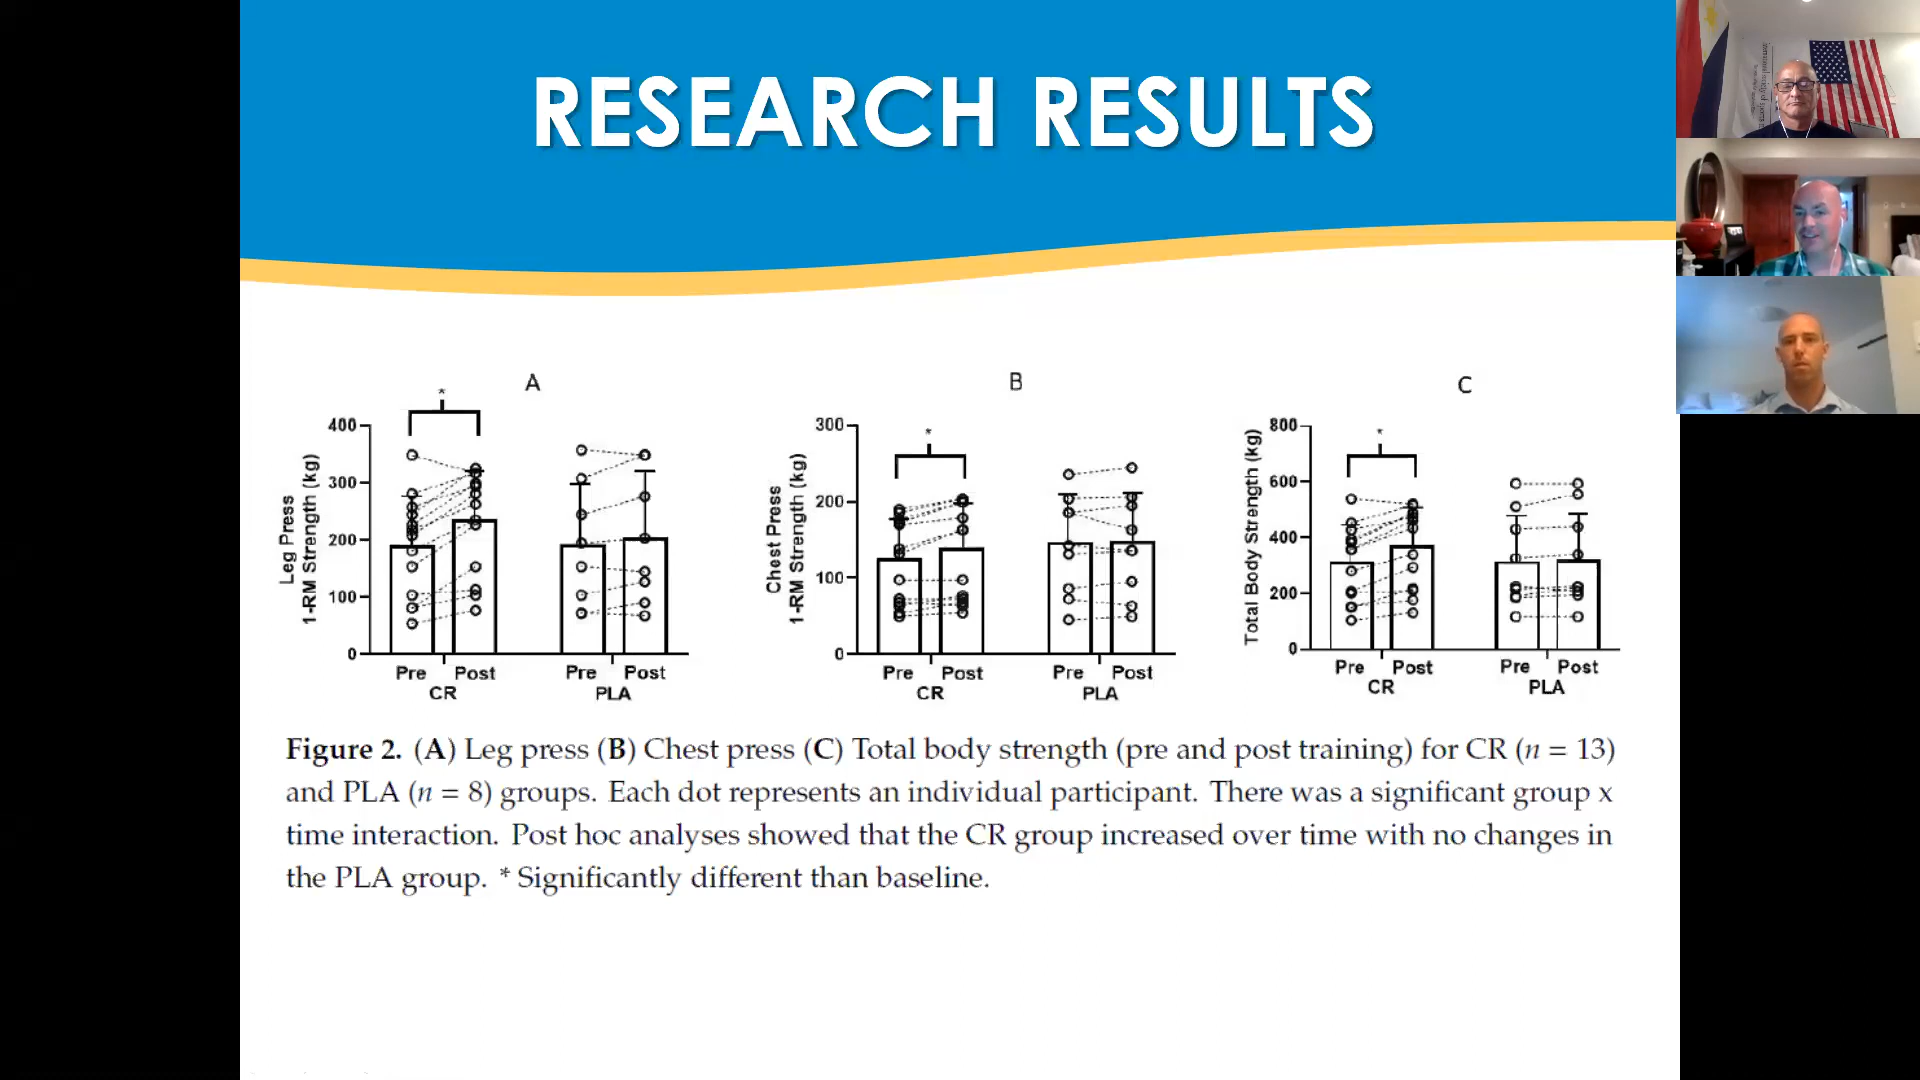 RESEARCH RESULTS
A
*
400
300
200
100
0
Leg Press
1-RM Strength (kg)
Pre Post Pre Post
CR PLA
B
*
300
200
100
0
Chest Press
1-RM Strength (kg)
Pre Post Pre Post
CR PLA
C
*
800
600
400
200
0
Total Body Strength (kg)
Pre Post Pre Post
CR PLA
Figure 2. (A) Leg press (B) Chest press (C) Total body strength (pre and post training) for CR (n = 13)
and PLA (n = 8) groups. Each dot represents an individual participant. There was a significant group x
time interaction. Post hoc analyses showed that the CR group increased over time with no changes in
the PLA group. * Significantly different than baseline.